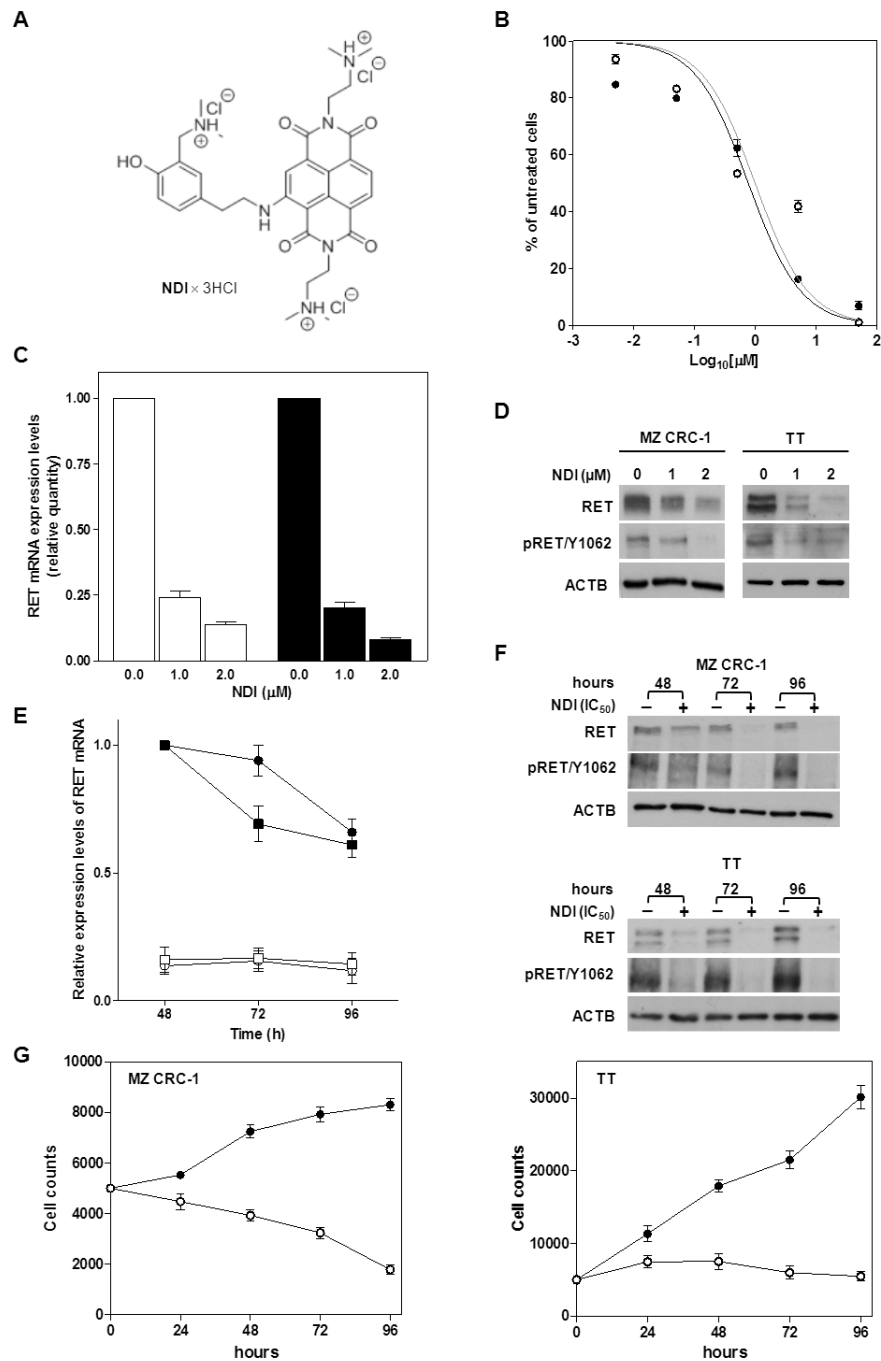 A
H
N
⊕
Cl⊖
Cl⊖
NH
⊕
O N O
HO
N
H
O N O
Cl⊖
NH
⊕
NDI × 3HCl
B
% of untreated cells
100
80
60
40
20
0
-3 -2 -1 0 1 2
Log10[µM]
C
RET mRNA expression levels
(relative quantity)
1.00
0.75
0.50
0.25
0.00
0.0 1.0 2.0 0.0 1.0 2.0
NDI (µM)
D
MZ CRC-1 TT
NDI (µM) 0 1 2 0 1 2
RET
pRET/Y1062
ACTB
E
Relative expression levels of RET mRNA
1.0
0.5
0.0
48 72 96
Time (h)
F
MZ CRC-1
hours 48 72 96
NDI (IC50) − + − + − +
RET
pRET/Y1062
ACTB
TT
hours 48 72 96
NDI (IC50) − + − + − +
RET
pRET/Y1062
ACTB
G
MZ CRC-1
Cell counts
10000
8000
6000
4000
2000
0
0 24 48 72 96
hours
TT
Cell counts
30000
20000
10000
0
0 24 48 72 96
hours